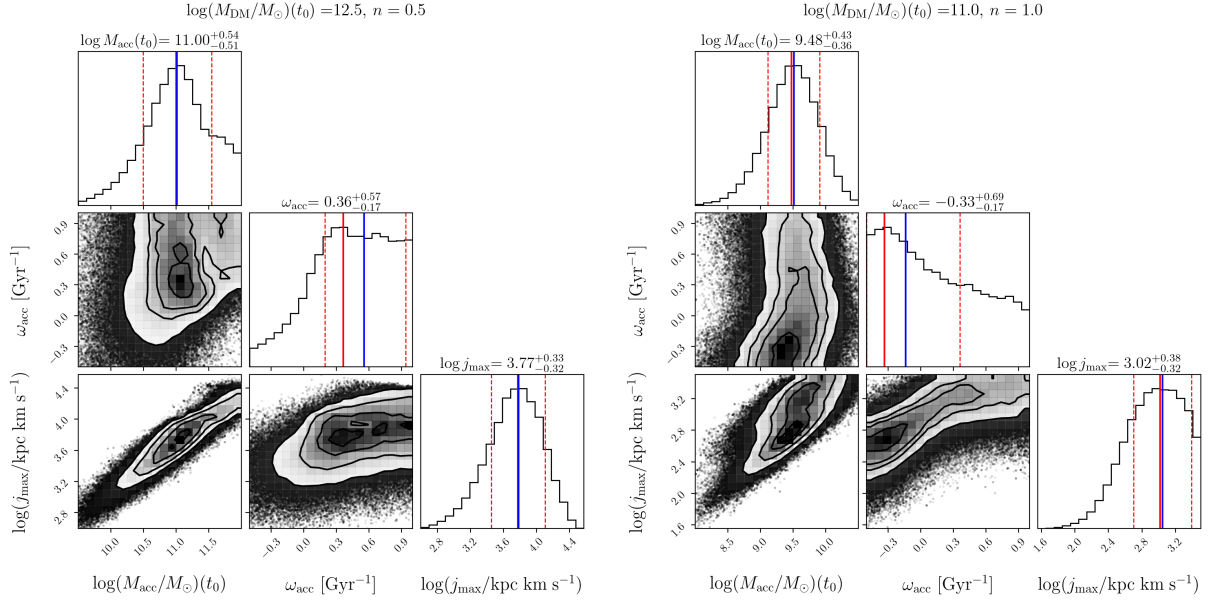 log(M_DM/M_⊙)(t_0) =12.5, n = 0.5
log M_acc(t_0)= 11.00^{+0.54}_{−0.51}
ω_acc= 0.36^{+0.57}_{−0.17}
ω_acc [Gyr^{−1}]
0.9
0.6
0.3
0.0
−0.3
log j_max= 3.77^{+0.33}_{−0.32}
log(j_max/kpc km s^{−1})
4.4
4.0
3.6
3.2
2.8
10.0 10.5 11.0 11.5
−0.3 0.0 0.3 0.6 0.9
2.8 3.2 3.6 4.0 4.4
log(M_acc/M_⊙)(t_0)
ω_acc [Gyr^{−1}]
log(j_max/kpc km s^{−1})
log(M_DM/M_⊙)(t_0) =11.0, n = 1.0
log M_acc(t_0)= 9.48^{+0.43}_{−0.36}
ω_acc= −0.33^{+0.69}_{−0.17}
ω_acc [Gyr^{−1}]
0.9
0.6
0.3
0.0
−0.3
log j_max= 3.02^{+0.38}_{−0.32}
log(j_max/kpc km s^{−1})
3.2
2.8
2.4
2.0
1.6
8.5 9.0 9.5 10.0
−0.3 0.0 0.3 0.6 0.9
1.6 2.0 2.4 2.8 3.2
log(M_acc/M_⊙)(t_0)
ω_acc [Gyr^{−1}]
log(j_max/kpc km s^{−1})